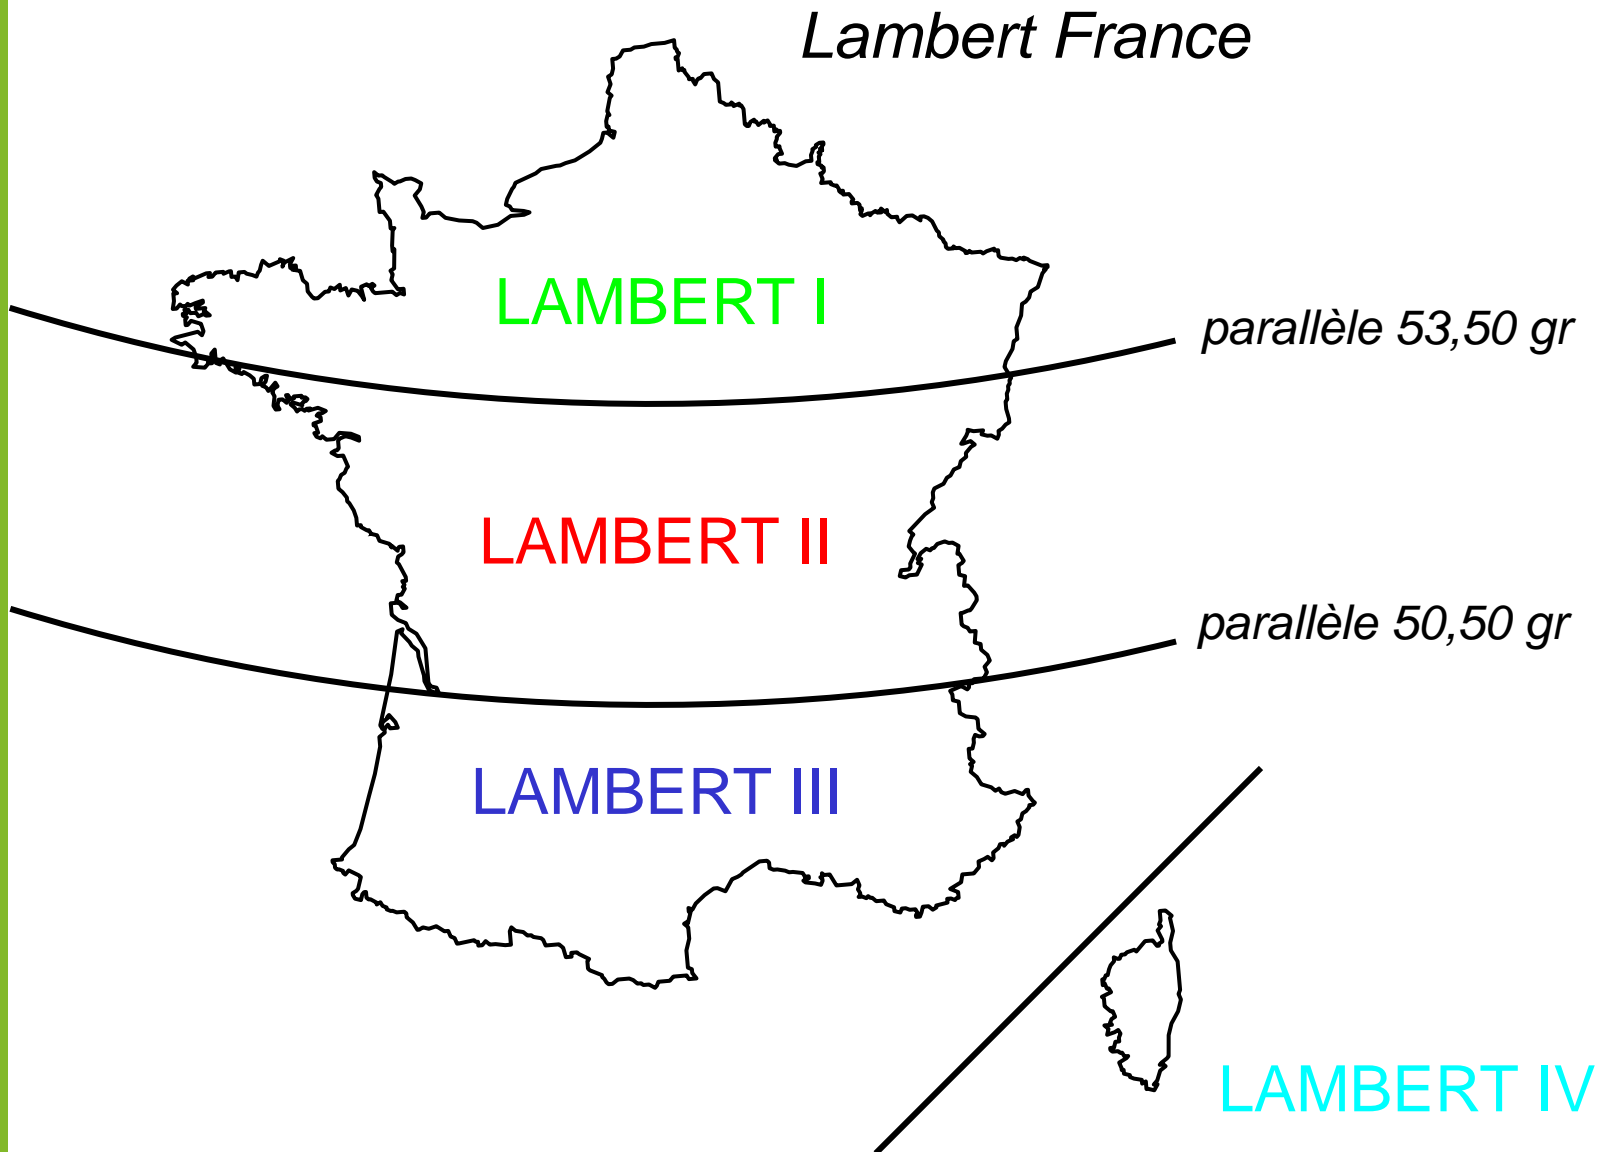 Lambert France
LAMBERT I
parallèle 53,50 gr
LAMBERT II
parallèle 50,50 gr
LAMBERT III
LAMBERT IV